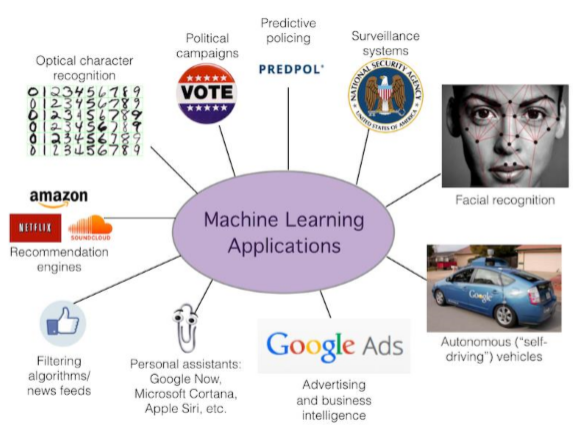 Predictive
policing
PREDPOL®
Political
campaigns
VOTE
Surveillance
systems
NATIONAL SECURITY AGENCY
UNITED STATES OF AMERICA
Optical character
recognition
0123456789
0123456789
0123456789
0123456789
0123456789
0123456789
Facial recognition
Machine Learning
Applications
amazon
NETFLIX
SOUNDCLOUD
Recommendation
engines
Google
Autonomous ("self-
driving") vehicles
Filtering
algorithms/
news feeds
Personal assistants:
Google Now,
Microsoft Cortana,
Apple Siri, etc.
Google Ads
Advertising
and business
intelligence